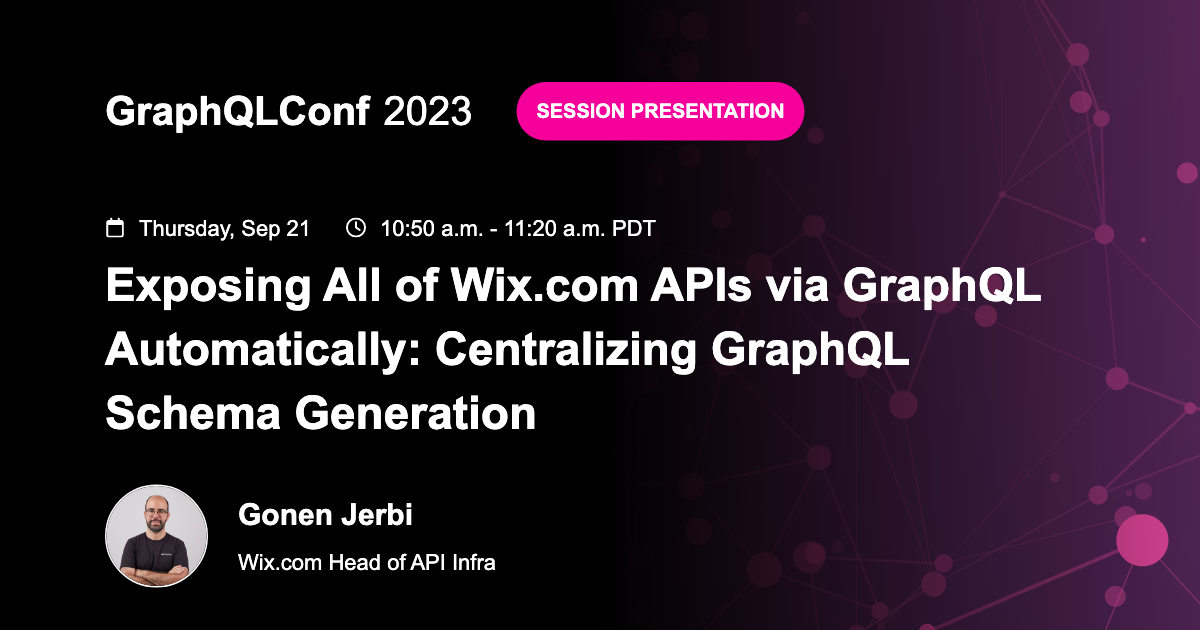 GraphQLConf 2023
SESSION PRESENTATION
Thursday, Sep 21
10:50 a.m. - 11:20 a.m. PDT
Exposing All of Wix.com APIs via GraphQL
Automatically: Centralizing GraphQL
Schema Generation
Gonen Jerbi
Wix.com Head of API Infra